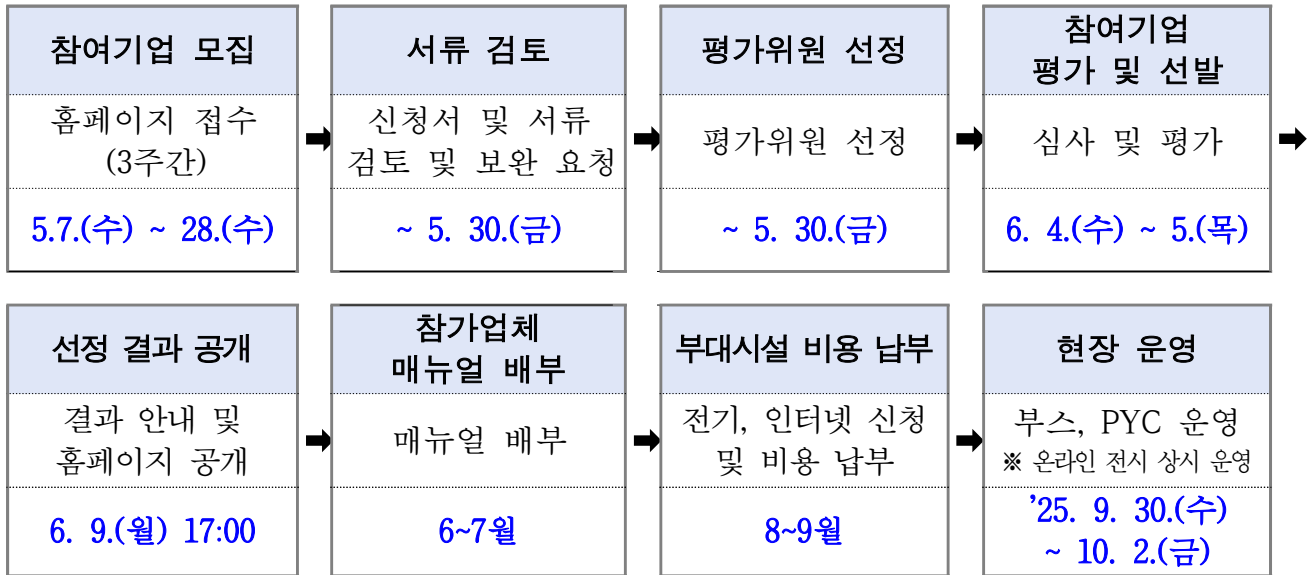 참여기업 모집
홈페이지 접수
(3주간)
5.7.(수) ~ 28.(수)
서류 검토
신청서 및 서류
검토 및 보완 요청
~ 5. 30.(금)
평가위원 선정
평가위원 선정
~ 5. 30.(금)
참여기업
평가 및 선발
심사 및 평가
6. 4.(수) ~ 5.(목)
선정 결과 공개
결과 안내 및
홈페이지 공개
6. 9.(월) 17:00
참가업체
매뉴얼 배부
매뉴얼 배부
6~7월
부대시설 비용 납부
전기, 인터넷 신청
및 비용 납부
8~9월
현장 운영
부스, PYC 운영
※ 온라인 전시 상시 운영
’25. 9. 30.(수)
~ 10. 2.(금)